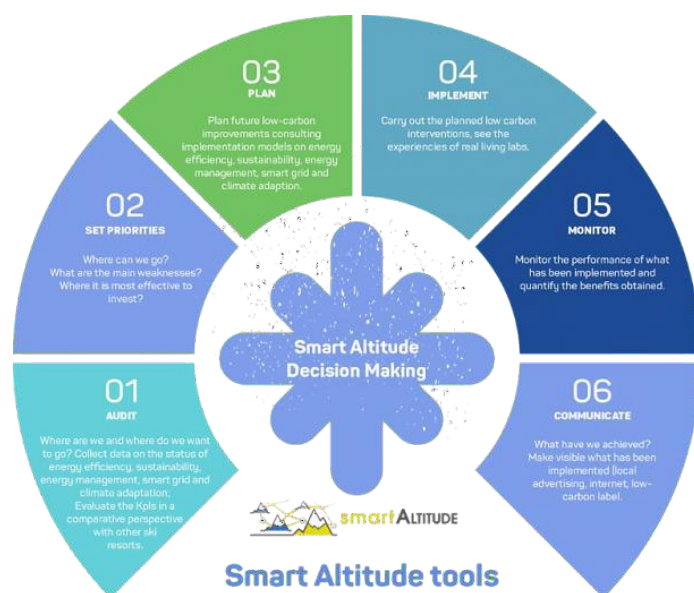 01
AUDIT
Where are we and where do we want
to go? Collect data on the status of
energy efficiency, sustainability,
energy management, smart grid and
climate adaptation;
Evaluate the KpIs in a
comparative perspective
with other ski
resorts.
02
SET PRIORITIES
Where can we go?
What are the main weaknesses?
Where it is most effective to
invest?
03
PLAN
Plan future low-carbon
improvements consulting
implementation models on energy
efficiency, sustainability, energy
management, smart grid and
climate adaption.
04
IMPLEMENT
Carry out the planned low carbon
interventions, see the
experiencies of real living labs.
05
MONITOR
Monitor the performance of what
has been implemented and
quantify the benefits obtained.
06
COMMUNICATE
What have we achieved?
Make visible what has been
implemented (local
advertising, internet, low-
carbon label.
Smart Altitude
Decision Making
smartALTITUDE
Smart Altitude tools